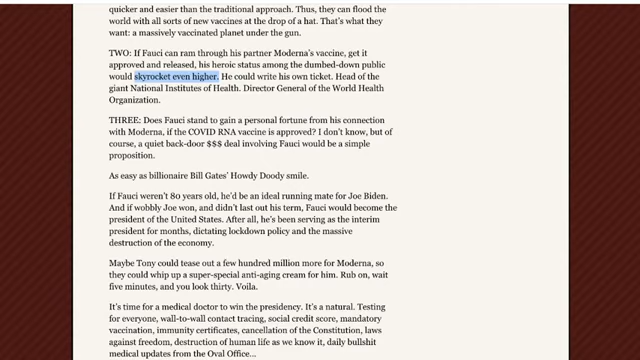 quicker and easier than the traditional approach. Thus, they can flood the
world with all sorts of new vaccines at the drop of a hat. That's what they
want: a massively vaccinated planet under the gun.
TWO: If Fauci can ram through his partner Moderna's vaccine, get it
approved and released, his heroic status among the dumbed-down public
would skyrocket even higher. He could write his own ticket. Head of the
giant National Institutes of Health. Director General of the World Health
Organization.
THREE: Does Fauci stand to gain a personal fortune from his connection
with Moderna, if the COVID RNA vaccine is approved? I don't know, but of
course, a quiet back-door $$$ deal involving Fauci would be a simple
proposition.
As easy as billionaire Bill Gates' Howdy Doody smile.
If Fauci weren't 80 years old, he'd be an ideal running mate for Joe Biden.
And if wobbly Joe won, and didn't last out his term, Fauci would become the
president of the United States. After all, he's been serving as the interim
president for months, dictating lockdown policy and the massive
destruction of the economy.
Maybe Tony could tease out a few hundred million more for Moderna, so
they could whip up a super-special anti-aging cream for him. Rub on, wait
five minutes, and you look thirty. Voila.
It's time for a medical doctor to win the presidency. It's a natural. Testing
for everyone, wall-to-wall contact tracing, social credit score, mandatory
vaccination, immunity certificates, cancellation of the Constitution, laws
against freedom, destruction of human life as we know it, daily bullshit
medical updates from the Oval Office...